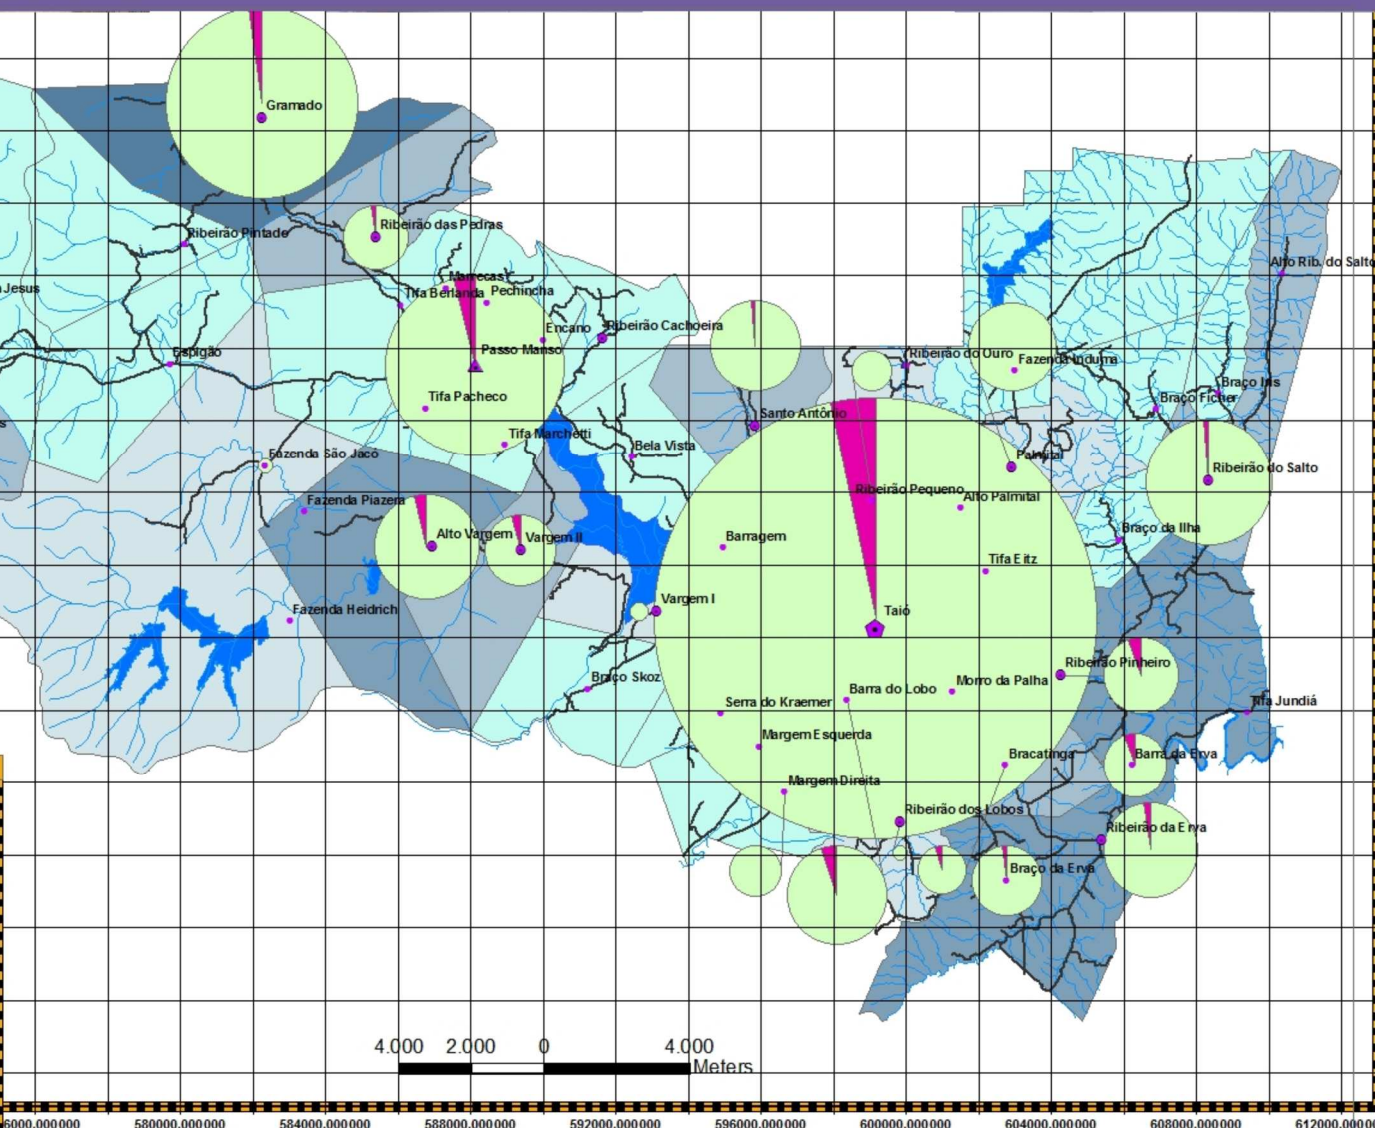 Gramado
Ribeirão das Pedras
Ribeirão Pintado
Alto Rib. do Salto
Jesus
Marrecas
Tifa Berlanda
Pechincha
Encano
Ribeirão Cachoeira
Espigão
Passo Manso
Ribeirão do Ouro
Fazenda Induma
Braço Iris
Braço Ficher
Tifa Pacheco
Santo Antônio
Tifa Marchetti
Bela Vista
Fazenda São Jacó
Palmital
Ribeirão do Salto
Fazenda Piazera
Ribeirão Pequeno
Alto Palmital
Alto Vargem
Vargem II
Barragem
Braço da Ilha
Tifa Eitz
Fazenda Heidrich
Vargem I
Taió
Ribeirão Pinheiro
Braço Skoz
Morro da Palha
Barra do Lobo
Serra do Kraemer
Tifa Jundiá
Margem Esquerda
Bracatinga
Barra da Erva
Margem Direita
Ribeirão dos Lobos
Ribeirão da Erva
Braço da Erva
4.000 2.000 0 4.000
Meters
6000.000000 580000.000000 584000.000000 588000.000000 592000.000000 596000.000000 600000.000000 604000.000000 608000.000000 612000.0000